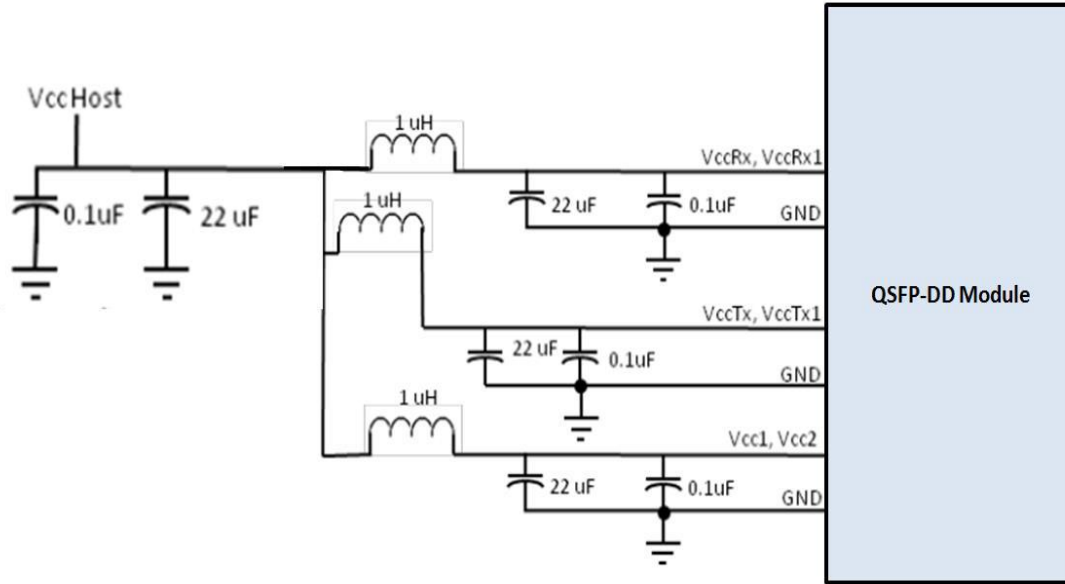 VccHost
0.1uF
22 uF
1 uH
VccRx, VccRx1
22 uF
0.1uF
GND
1 uH
VccTx, VccTx1
22 uF
0.1uF
GND
1 uH
Vcc1, Vcc2
22 uF
0.1uF
GND
QSFP-DD Module